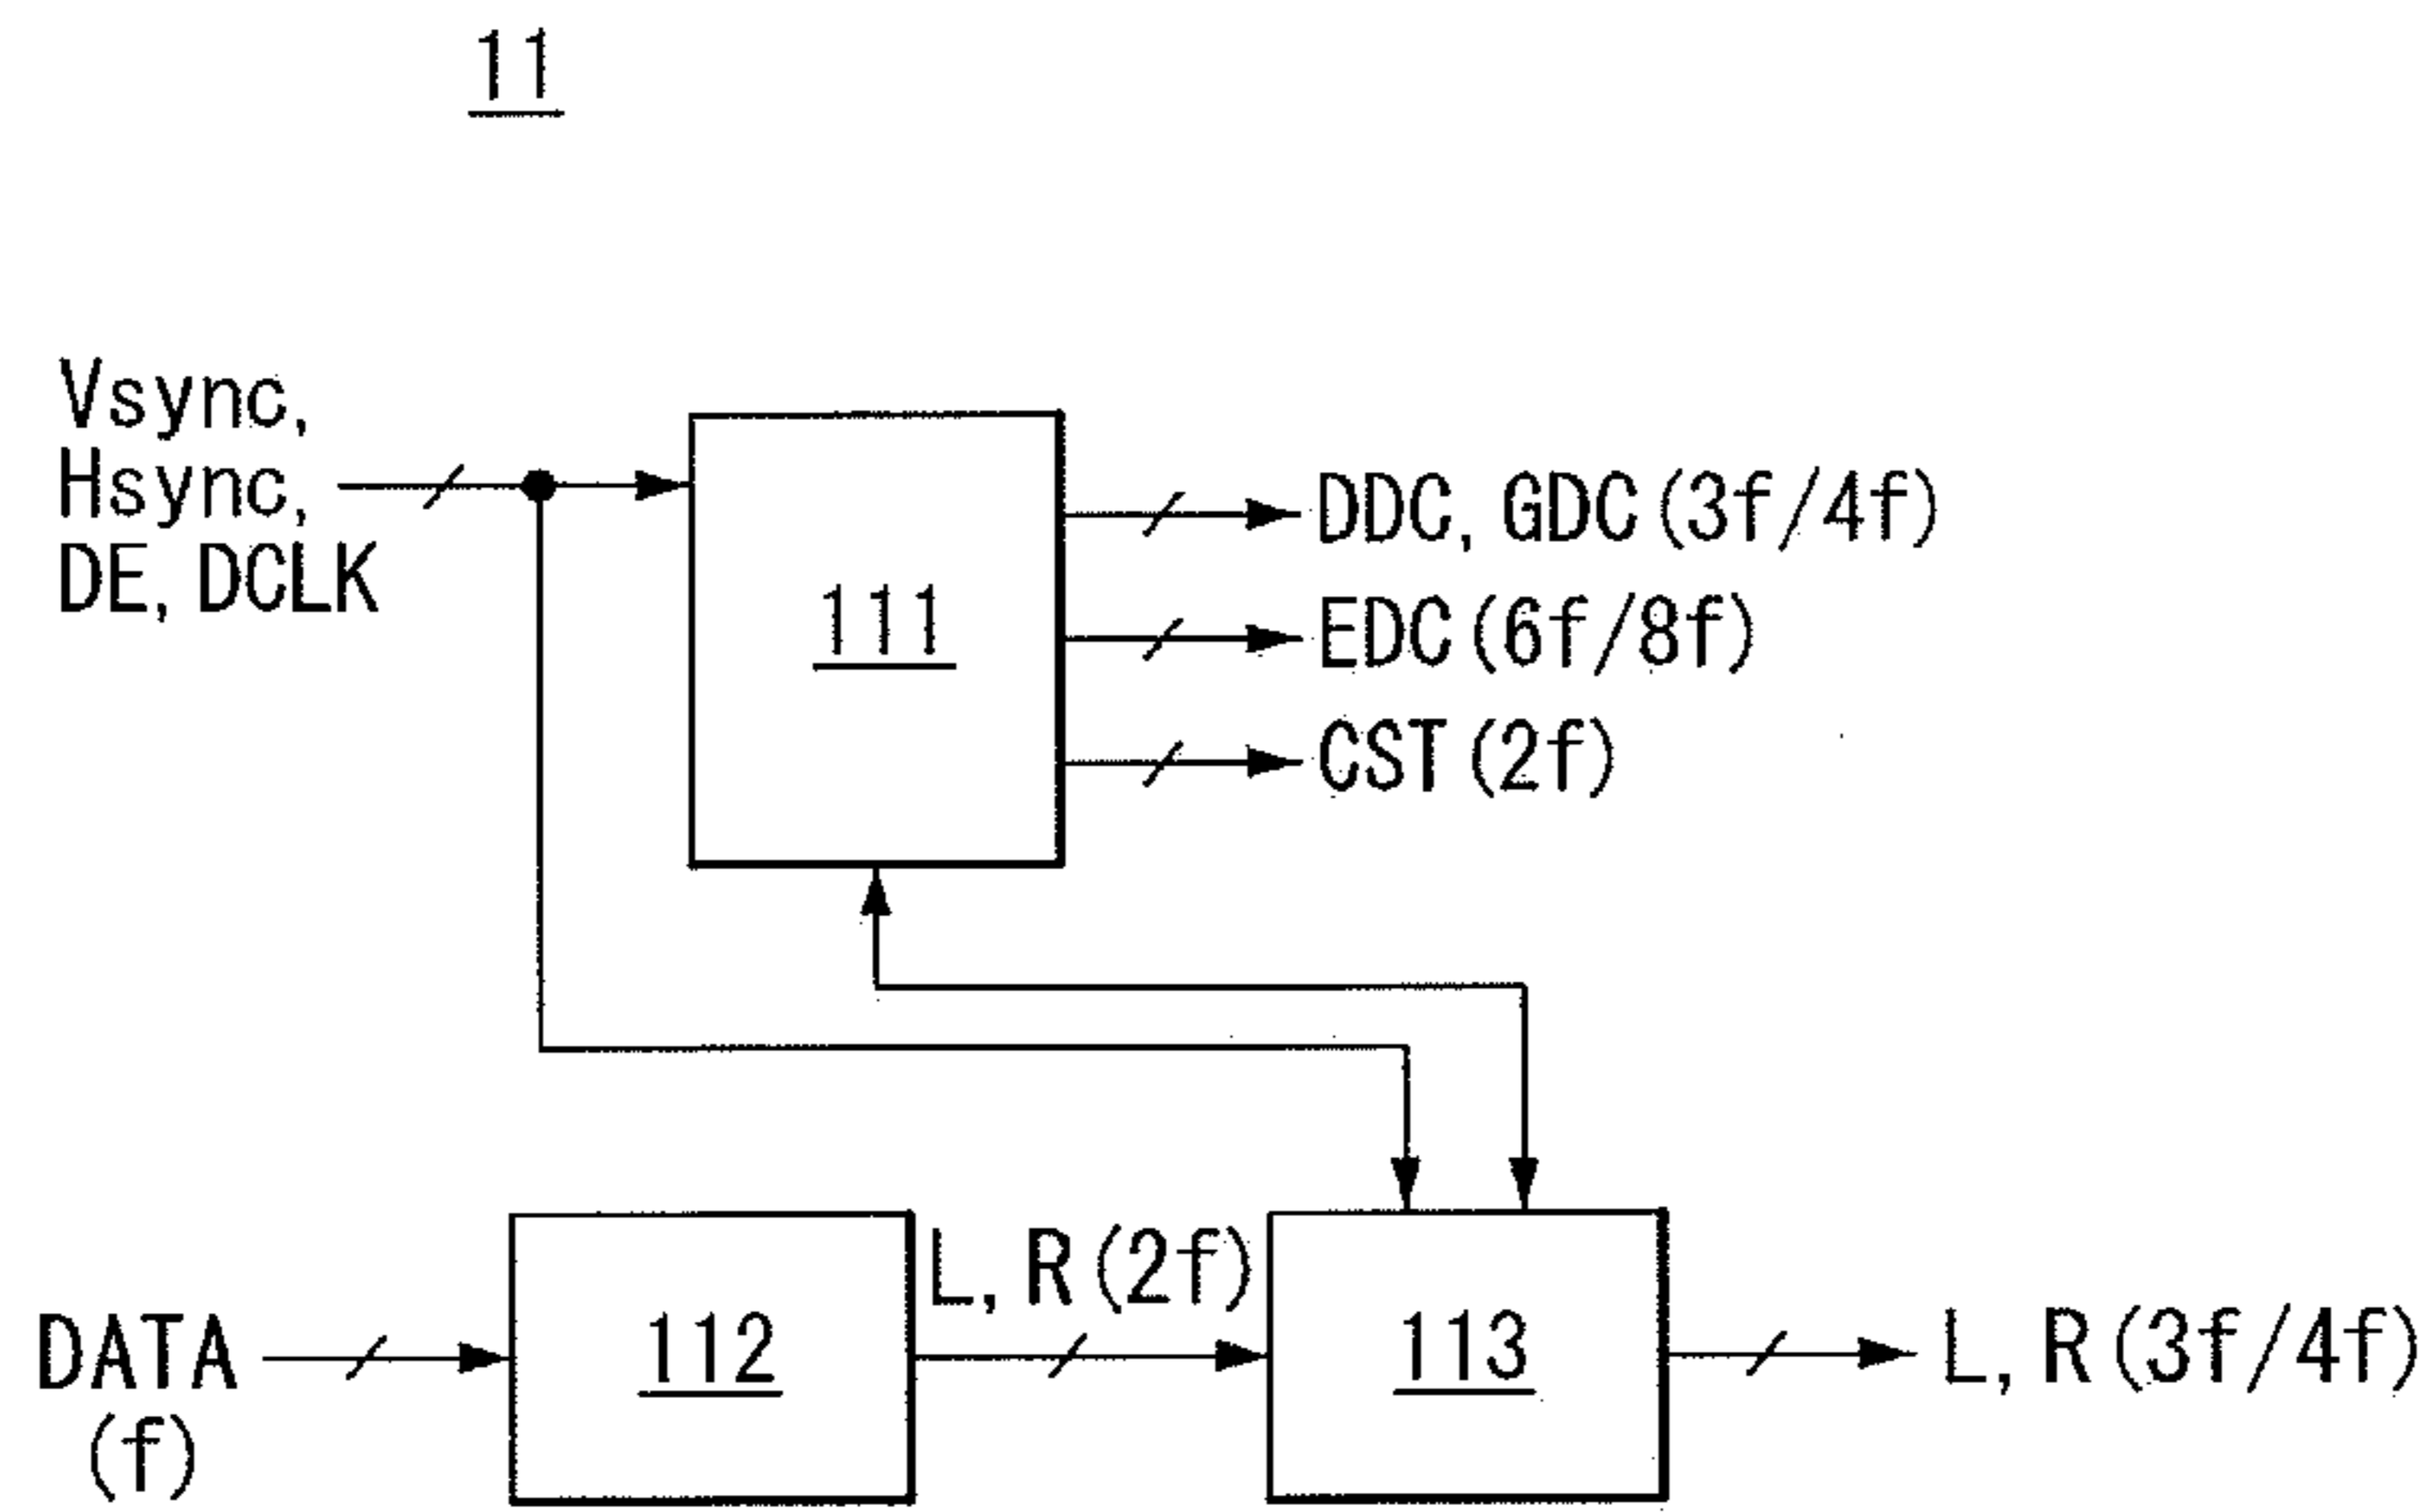 11
Vsync,
Hsync,
DE, DCLK
111
DDC, GDC(3f/4f)
EDC(6f/8f)
CST(2f)
DATA
(f)
112
L, R(2f)
113
L, R(3f/4f)